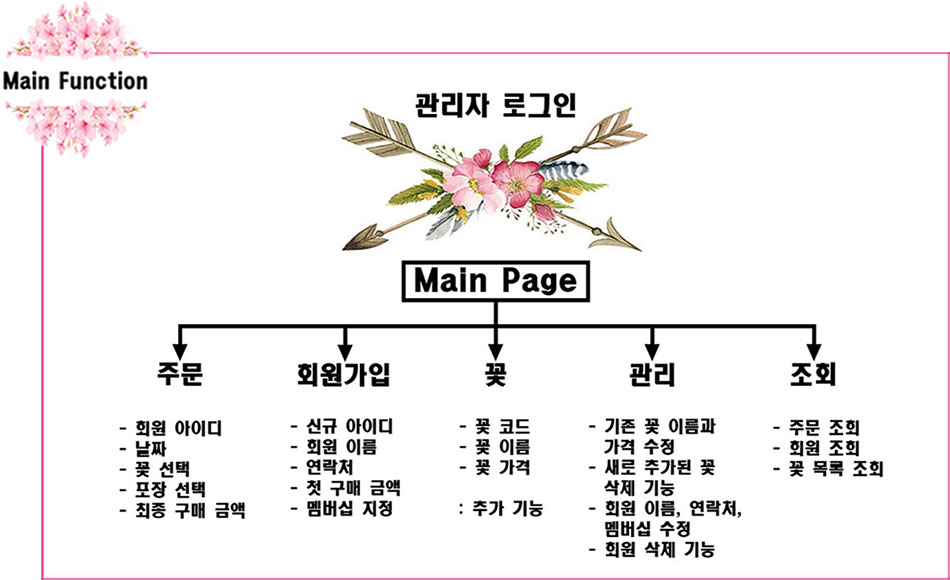 Main Function
관리자 로그인
Main Page
주문
- 회원 아이디
- 날짜
- 꽃 선택
- 포장 선택
- 최종 구매 금액
회원가입
- 신규 아이디
- 회원 이름
- 연락처
- 첫 구매 금액
- 멤버십 지정
꽃
- 꽃 코드
- 꽃 이름
- 꽃 가격
: 추가 기능
관리
- 기존 꽃 이름과
가격 수정
- 새로 추가된 꽃
삭제 기능
- 회원 이름, 연락처,
멤버십 수정
- 회원 삭제 기능
조회
- 주문 조회
- 회원 조회
- 꽃 목록 조회